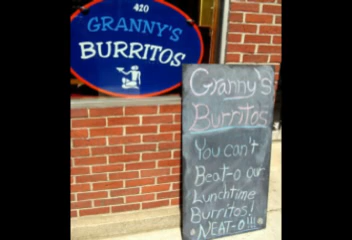 420
GRANNY'S
BURRITOS
Granny's
Burritos
You can't
Beat-o our
Lunchtime
Burritos!
NEAT-O!!!